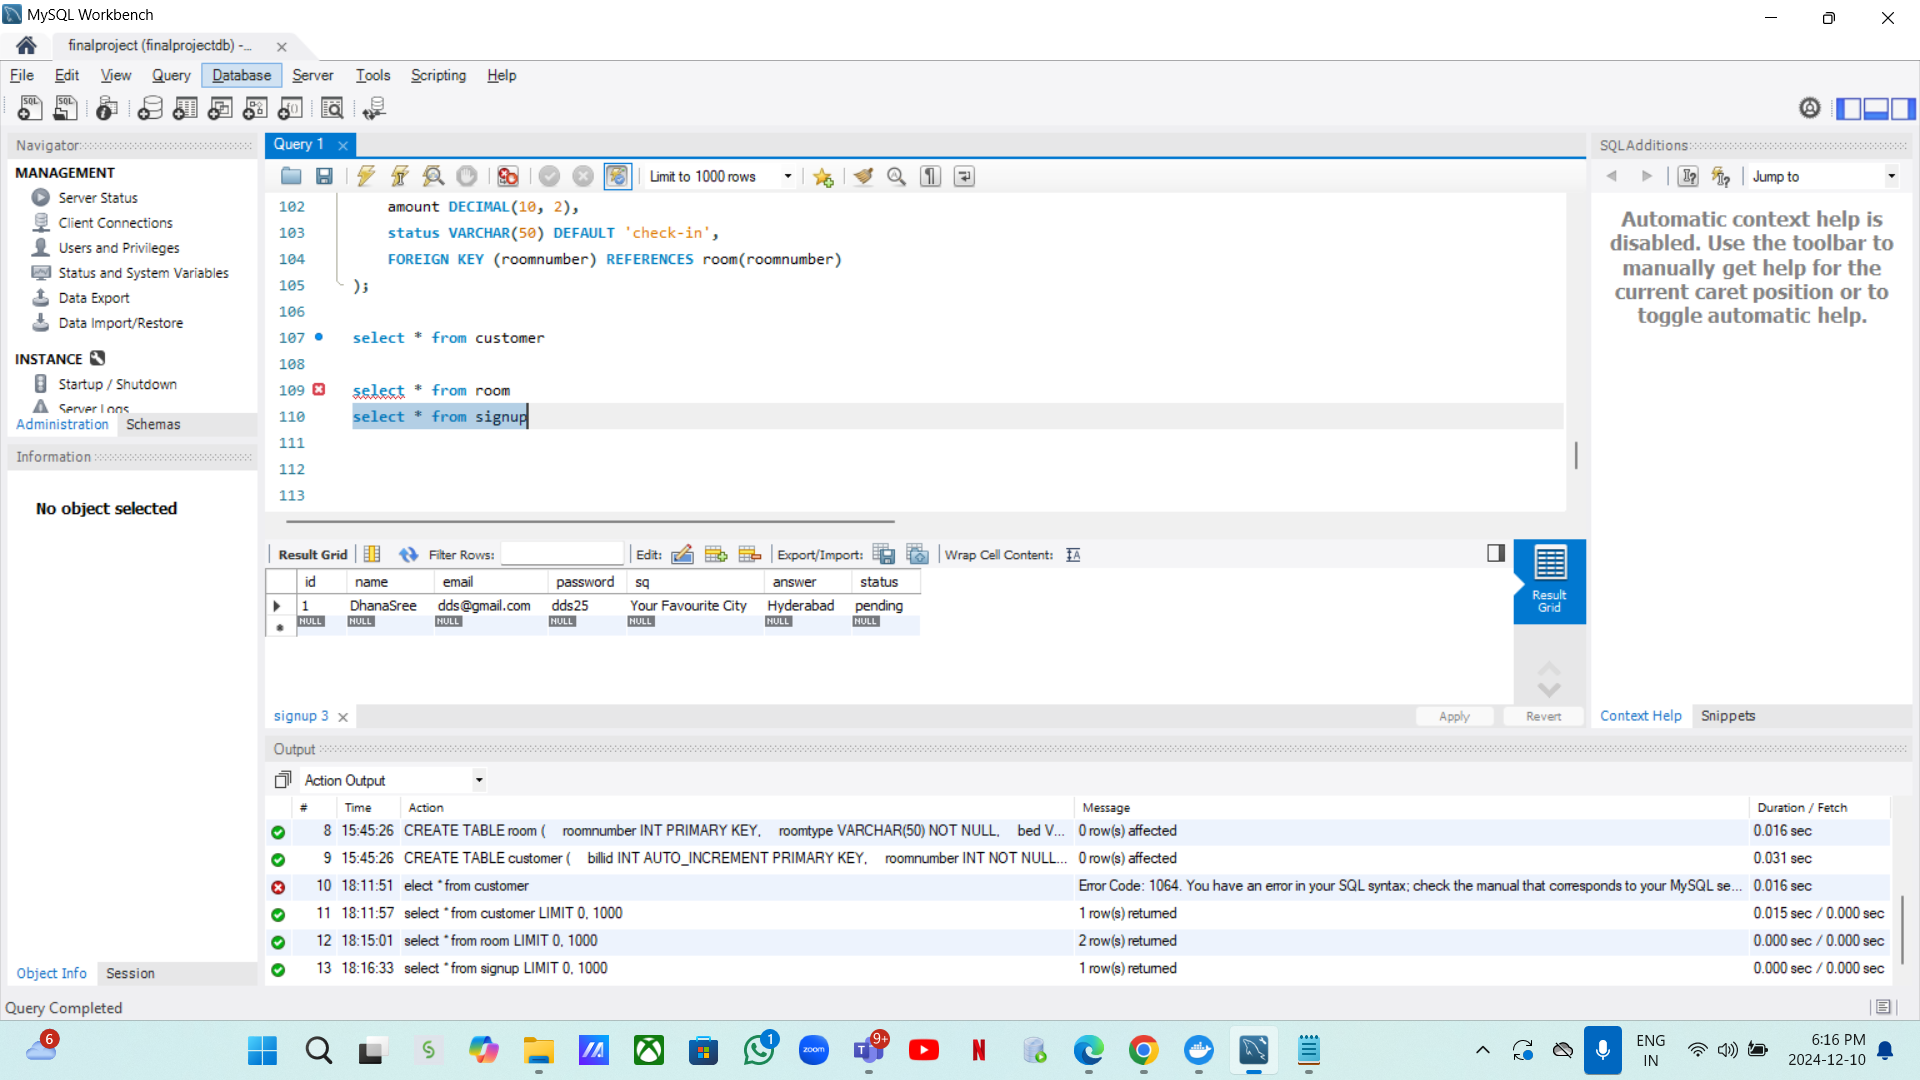 MySQL Workbench
finalproject (finalprojectdb) -...
File Edit View Query Database Server Tools Scripting Help
Navigator
MANAGEMENT
Server Status
Client Connections
Users and Privileges
Status and System Variables
Data Export
Data Import/Restore
INSTANCE
Startup / Shutdown
Server Logs
Administration Schemas
Information
No object selected
Object Info Session
Query 1
Limit to 1000 rows
102 amount DECIMAL(10, 2),
103 status VARCHAR(50) DEFAULT 'check-in',
104 FOREIGN KEY (roomnumber) REFERENCES room(roomnumber)
105 );
106
107 select * from customer
108
109 select * from room
110 select * from signup
111
112
113
Result Grid Filter Rows: Edit: Export/Import: Wrap Cell Content:
id name email password sq answer status
1 DhanaSree dds@gmail.com dds25 Your Favourite City Hyderabad pending
NULL NULL NULL NULL NULL NULL NULL
Result
Grid
signup 3 Apply Revert
SQLAdditions
Jump to
Automatic context help is
disabled. Use the toolbar to
manually get help for the
current caret position or to
toggle automatic help.
Context Help Snippets
Output
Action Output
# Time Action Message Duration / Fetch
8 15:45:26 CREATE TABLE room ( roomnumber INT PRIMARY KEY, roomtype VARCHAR(50) NOT NULL, bed V... 0 row(s) affected 0.016 sec
9 15:45:26 CREATE TABLE customer ( billid INT AUTO_INCREMENT PRIMARY KEY, roomnumber INT NOT NULL... 0 row(s) affected 0.031 sec
10 18:11:51 elect * from customer Error Code: 1064. You have an error in your SQL syntax; check the manual that corresponds to your MySQL se... 0.016 sec
11 18:11:57 select * from customer LIMIT 0, 1000 1 row(s) returned 0.015 sec / 0.000 sec
12 18:15:01 select * from room LIMIT 0, 1000 2 row(s) returned 0.000 sec / 0.000 sec
13 18:16:33 select * from signup LIMIT 0, 1000 1 row(s) returned 0.000 sec / 0.000 sec
Query Completed
6
1
zoom
9+
ENG
IN
6:16 PM
2024-12-10